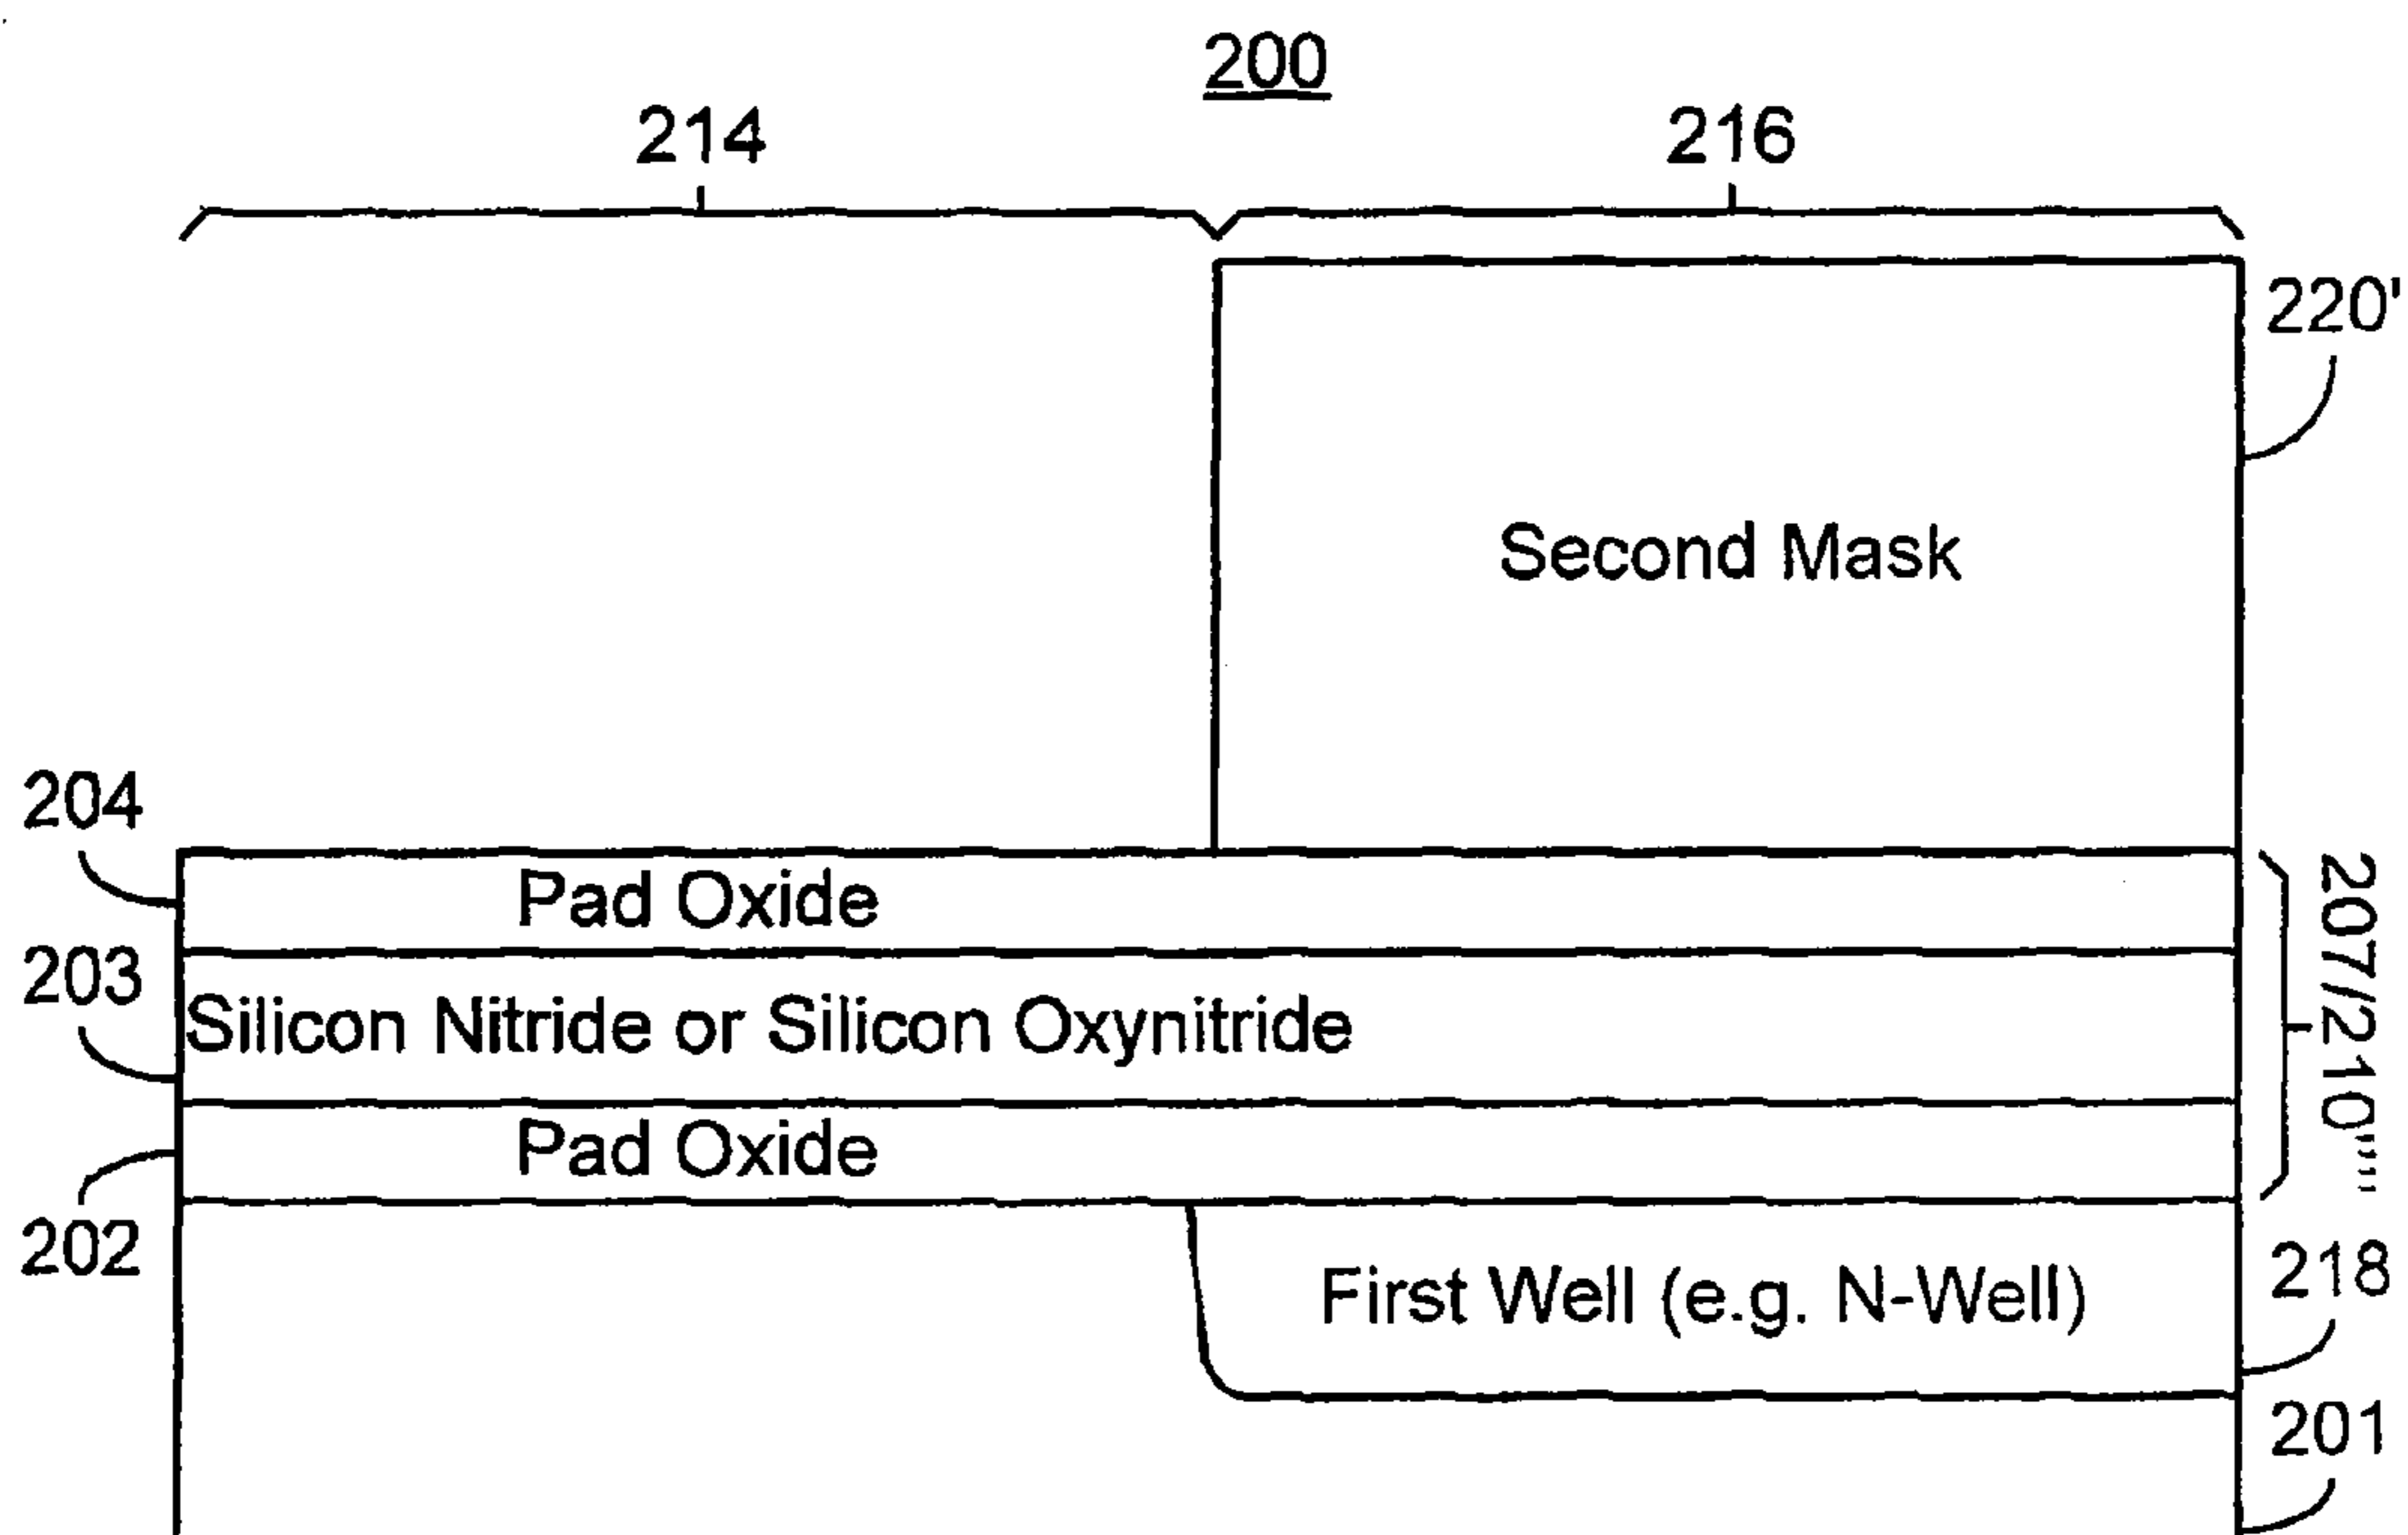 200
214
216
220'
Second Mask
204
Pad Oxide
203
Silicon Nitride or Silicon Oxynitride
207/210''''
Pad Oxide
202
First Well (e.g. N-Well)
218
201